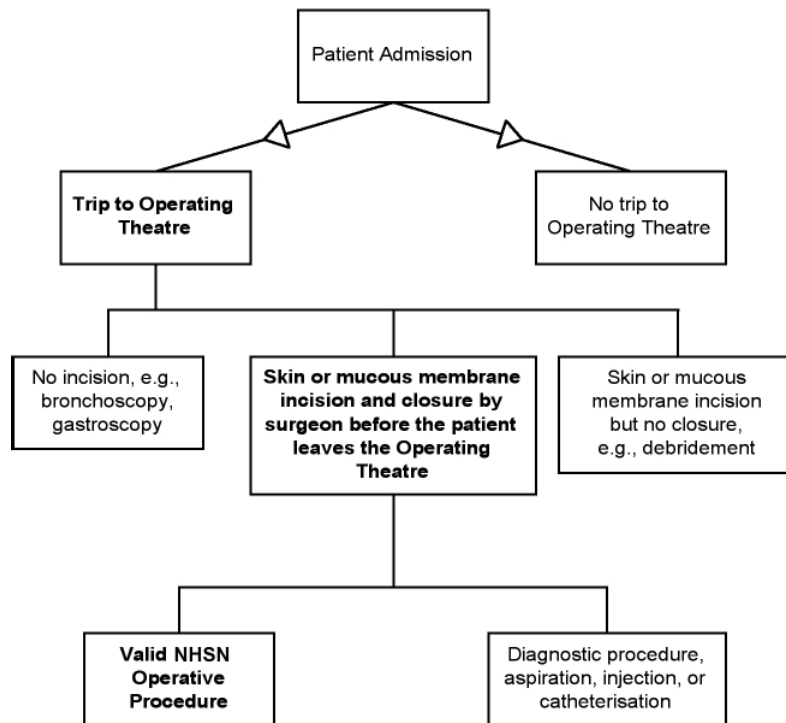 Patient Admission
Trip to Operating
Theatre
No trip to
Operating Theatre
No incision, e.g.,
bronchoscopy,
gastroscopy
Skin or mucous membrane
incision and closure by
surgeon before the patient
leaves the Operating
Theatre
Skin or mucous
membrane incision
but no closure,
e.g., debridement
Valid NHSN
Operative
Procedure
Diagnostic procedure,
aspiration, injection, or
catheterisation